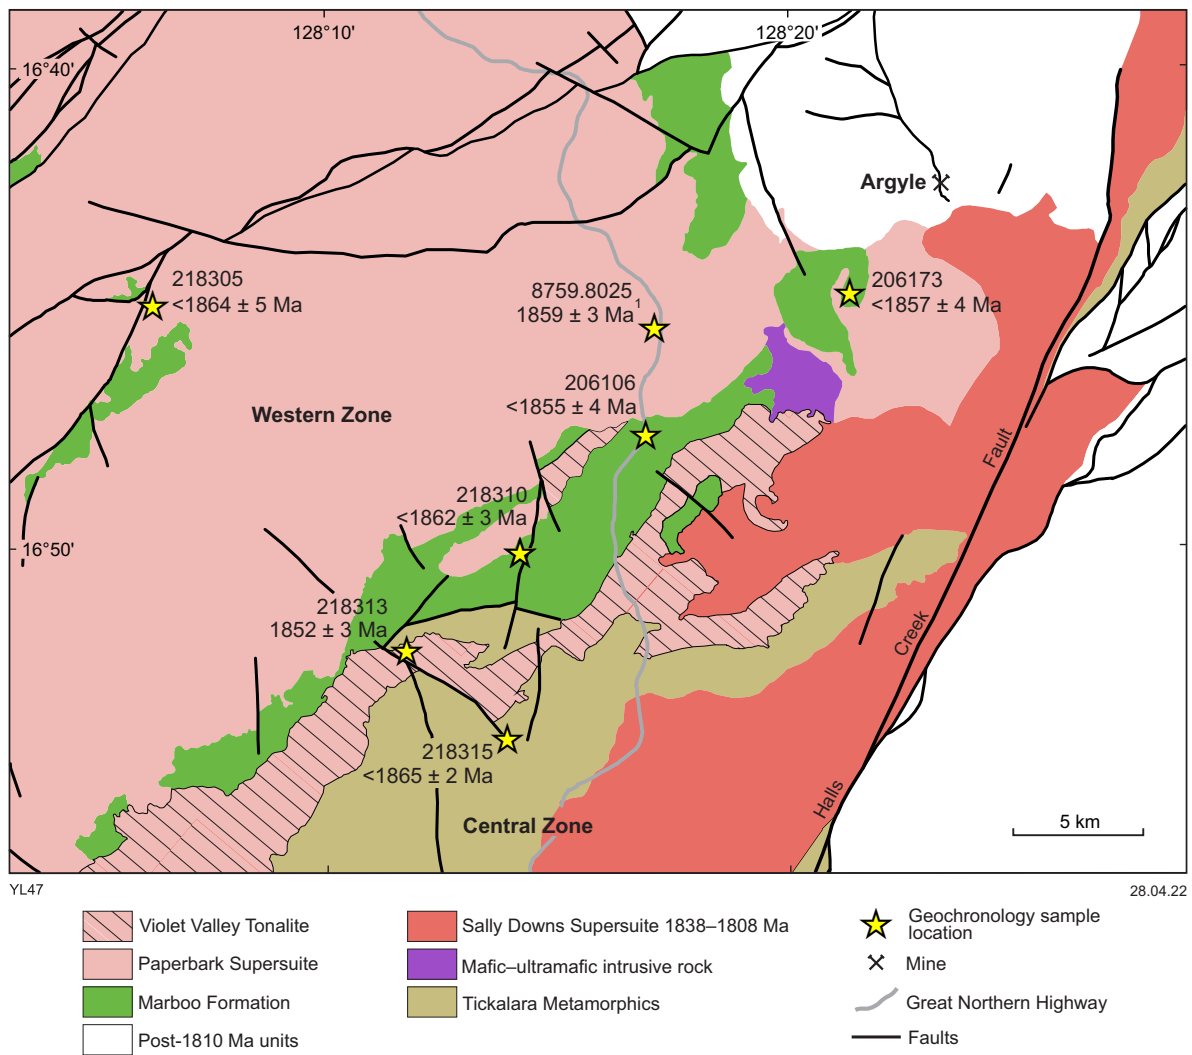 128°10'
128°20'
16°40'
Argyle
218305
<1864 ± 5 Ma
8759.8025
1859 ± 3 Ma
1
206173
<1857 ± 4 Ma
206106
<1855 ± 4 Ma
Western Zone
Fault
218310
<1862 ± 3 Ma
16°50'
218313
1852 ± 3 Ma
Creek
218315
<1865 ± 2 Ma
Halls
Central Zone
5 km
YL47
28.04.22
Violet Valley Tonalite
Paperbark Supersuite
Marboo Formation
Post-1810 Ma units
Sally Downs Supersuite 1838–1808 Ma
Mafic–ultramafic intrusive rock
Tickalara Metamorphics
Geochronology sample
location
Mine
Great Northern Highway
Faults